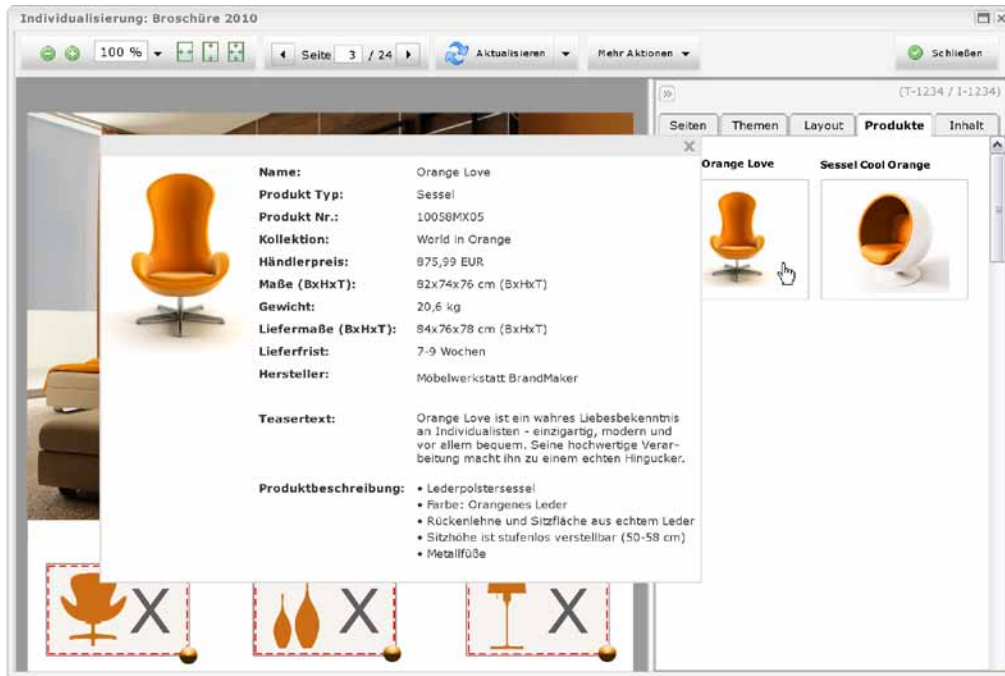 Individualisierung: Broschüre 2010
100 %
Seite 3 / 24
Aktualisieren
Mehr Aktionen
Schließen
(T-1234 / I-1234)
Seiten
Themen
Layout
Produkte
Inhalt
Orange Love
Sessel Cool Orange
Name: Orange Love
Produkt Typ: Sessel
Produkt Nr.: 10058MX05
Kollektion: World in Orange
Händlerpreis: 875,99 EUR
Maße (BxHxT): 82x74x76 cm (BxHxT)
Gewicht: 20,6 kg
Liefermaße (BxHxT): 84x76x78 cm (BxHxT)
Lieferfrist: 7-9 Wochen
Hersteller: Möbelwerkstatt BrandMaker
Teasertext: Orange Love ist ein wahres Liebesbekenntnis
an Individualisten - einzigartig, modern und
vor allem bequem. Seine hochwertige Verar-
beitung macht ihn zu einem echten Hingucker.
Produktbeschreibung: • Lederpolstersessel
• Farbe: Orangenes Leder
• Rückenlehne und Sitzfläche aus echtem Leder
• Sitzhöhe ist stufenlos verstellbar (50-58 cm)
• Metallfüße
X
X
X